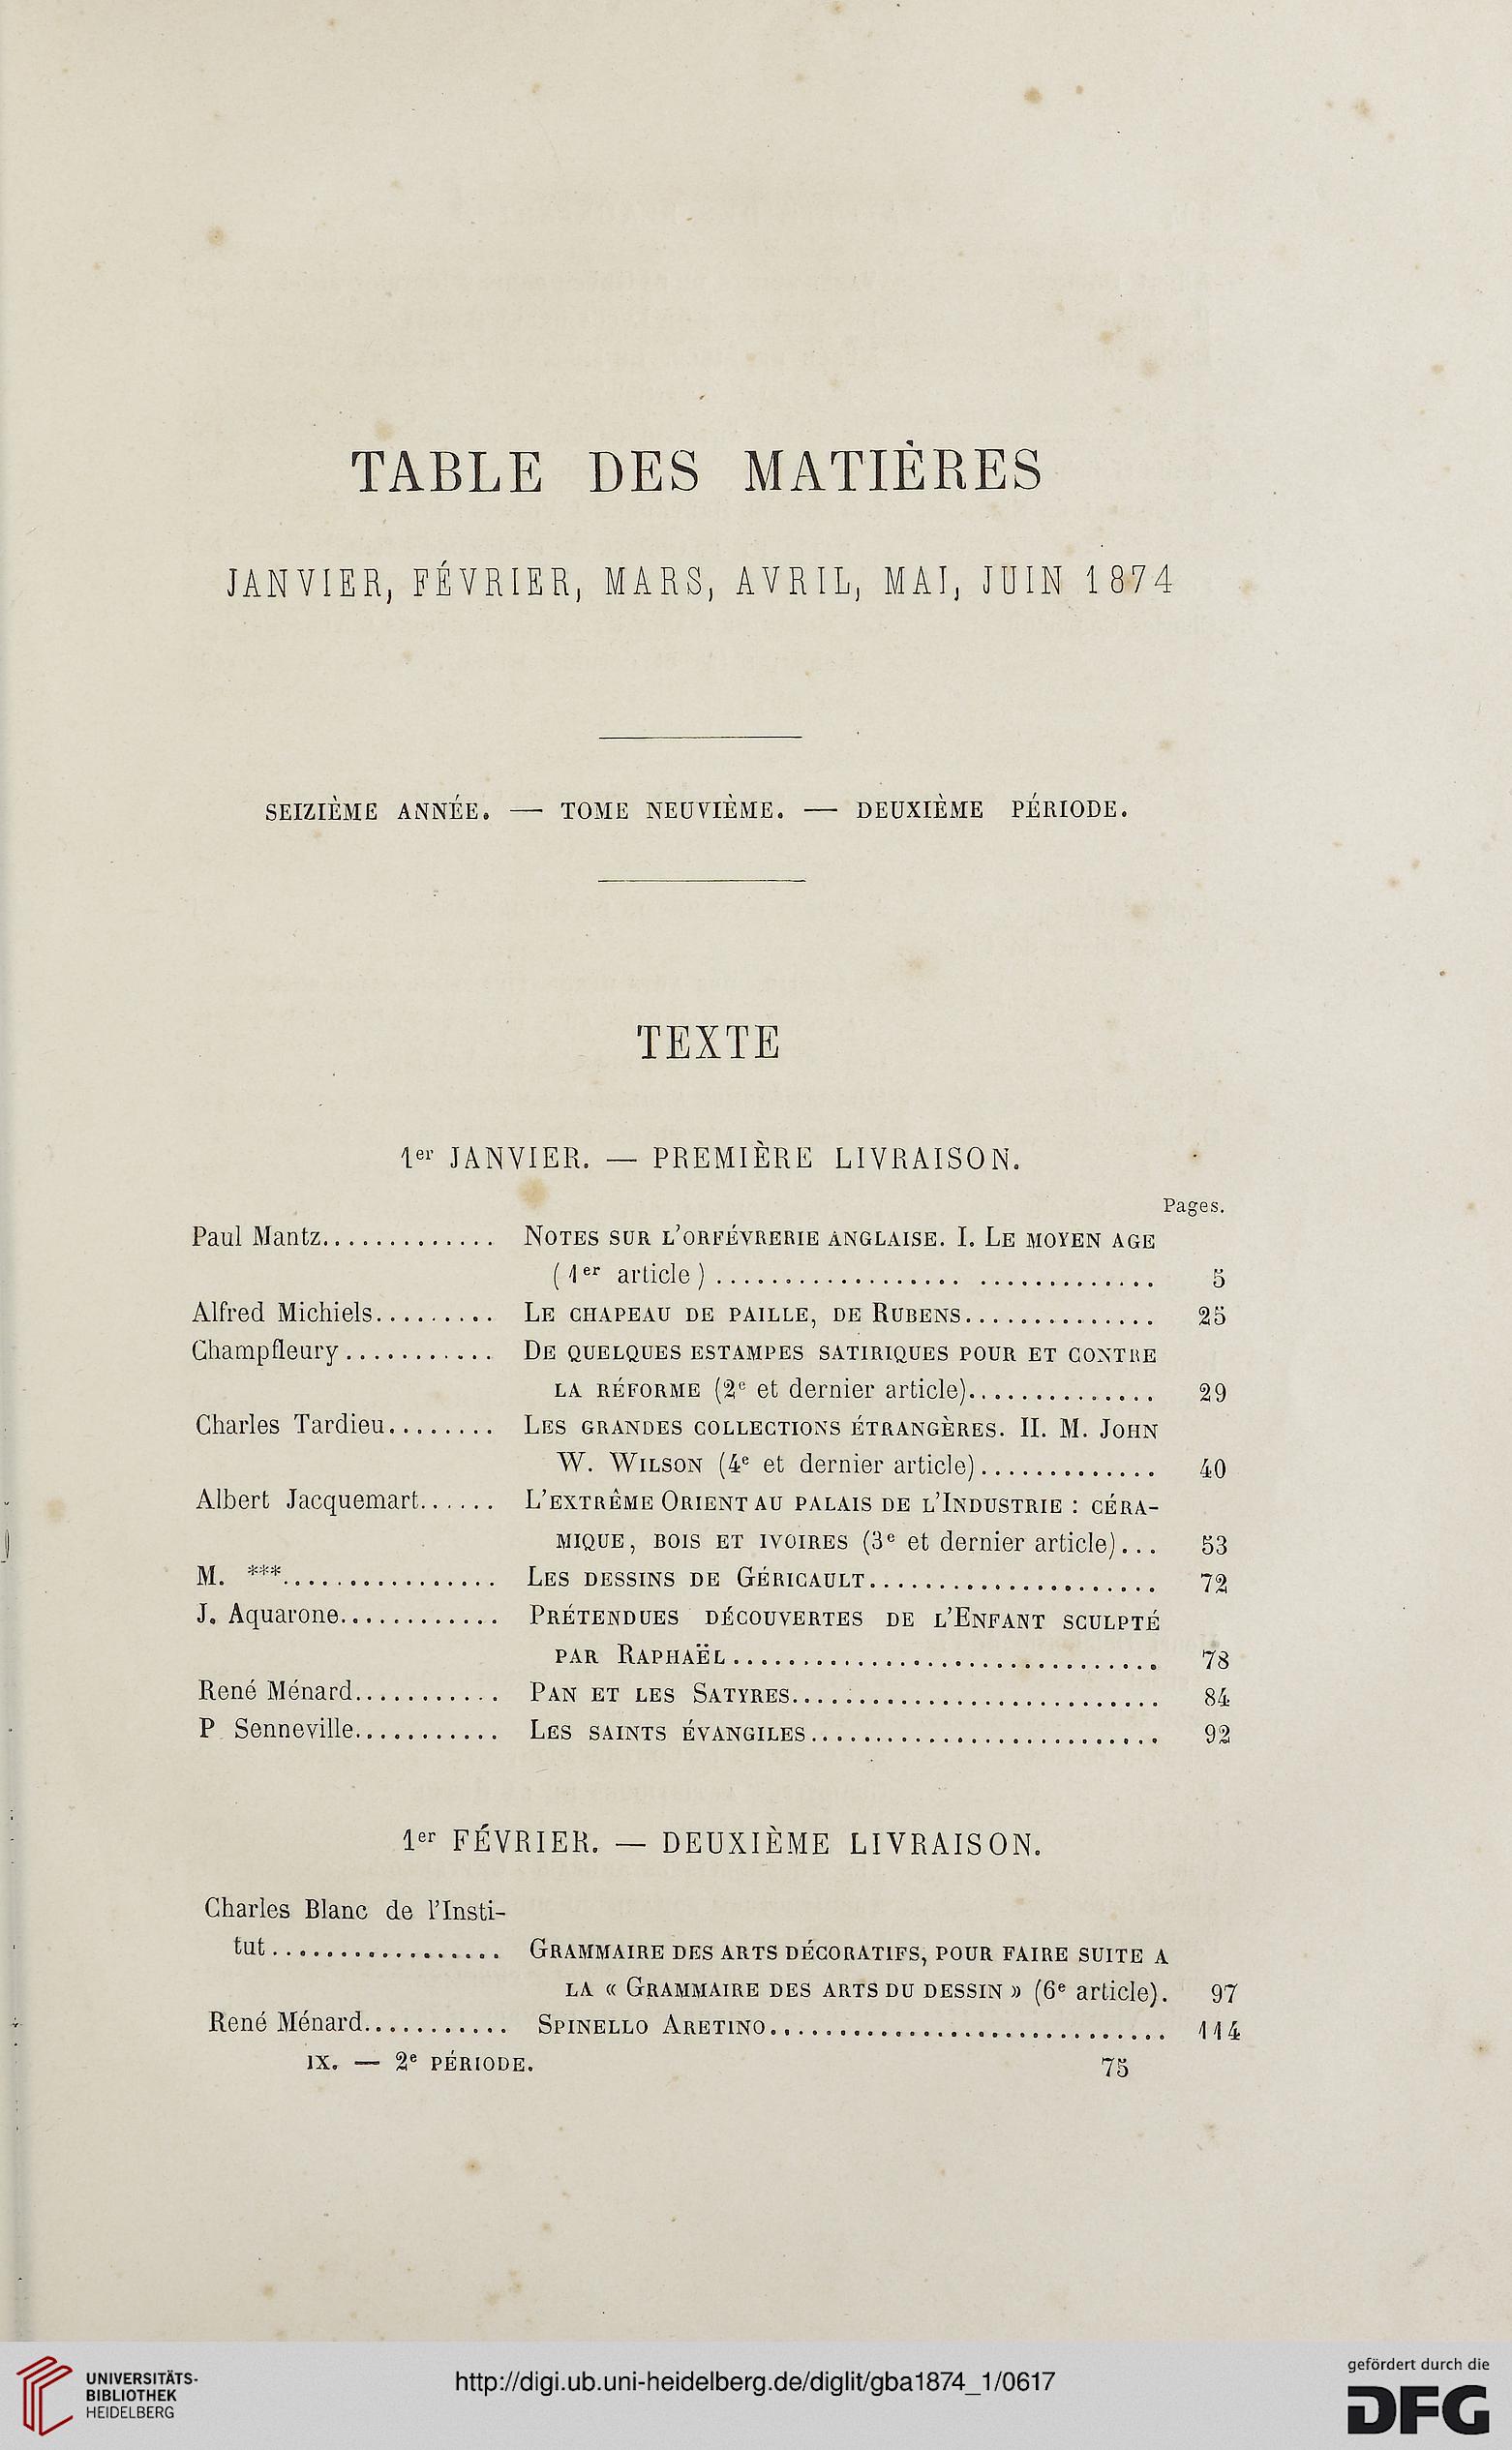 TABLE DES MATIÈRES
JANVIER, FÉVRIER, MARS, AVRIL, MAI, JUIN 1874
SEIZIÈME ANNÉE. — TOME NEUVIÈME. — DEUXIÈME PÉRIODE.
TEXTE
1er JANVIER. — PREMIÈRE LIVRAISON.
Pages.
Paul Mantz............. NOTES SUR L'ORFÉVRERIE ANGLAISE. I. LE MOYEN AGE
(1er article)............................... 5
Alfred Michiels......... LE CHAPEAU DE PAILLE, DE RUBENS.............. 25
Champfleury........... DE QUELQUES ESTAMPES SATIRIQUES POUR ET CONTRE
LA RÉFORME (2e et dernier article).............. 29
Charles Tardieu........ LES GRANDES COLLECTIONS ÉTRANGÈRES. II. M. JOHN
W. WILSON (4e et dernier article)............. 40
Albert Jacquemart...... L'EXTRÊME ORIENT AU PALAIS DE L'INDUSTRIE : CÉRA-
MIQUE, BOIS ET IVOIRES (3e et dernier article)... 53
M. ***................ LES DESSINS DE GÉRICAULT..................... 72
J. Aquarone............ PRÉTENDUES DÉCOUVERTES DE L'ENFANT SCULPTÉ
PAR RAPHAËL............................... 78
René Ménard........... PAN ET LES SATYRES........................... 84
P Senneville........... LES SAINTS ÉVANGILES.......................... 92
1er FÉVRIER. — DEUXIÈME LIVRAISON.
Charles Blanc de l'Insti-
tut................. GRAMMAIRE DES ARTS DÉCORATIFS, POUR FAIRE SUITE A
LA « GRAMMAIRE DES ARTS DU DESSIN » (6e article). 97
René Ménard........... SPINELLO ARETINO............................. 114
IX. — 2e PÉRIODE. 75
UNIVERSITÄTS-
BIBLIOTHEK
HEIDELBERG
http://digi.ub.uni-heidelberg.de/diglit/gba1874_1/0617
gefördert durch die
DFG